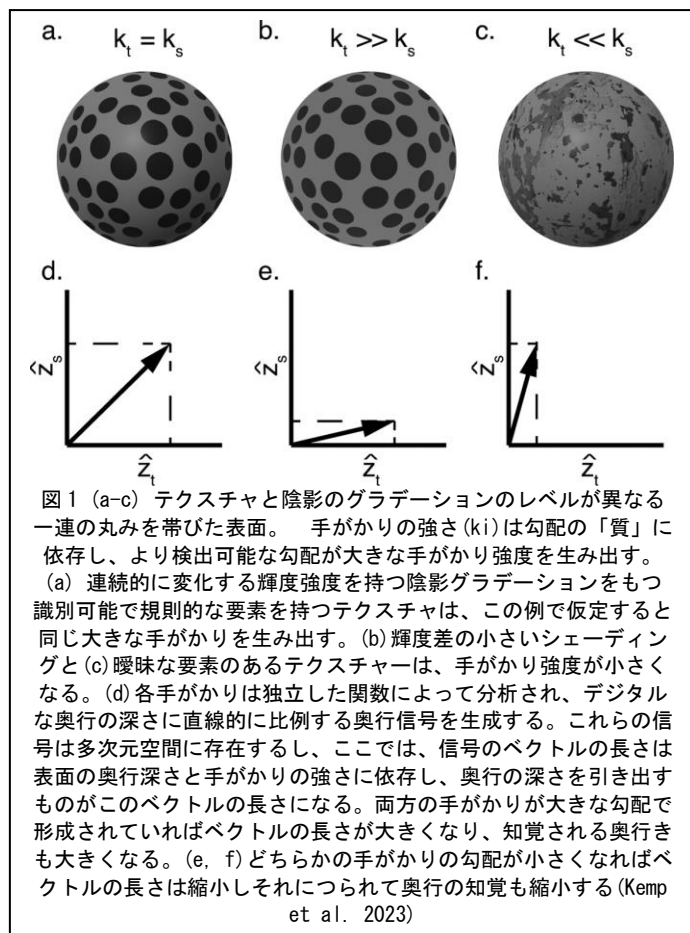 a. b. c.
k_t = k_s k_t >> k_s k_t << k_s
d. e. f.
ẑ_s ẑ_s ẑ_s
ẑ_t ẑ_t ẑ_t
図1 (a-c) テクスチャと陰影のグラデーションのレベルが異なる
一連の丸みを帯びた表面。 手がかりの強さ(ki)は勾配の「質」に
依存し、より検出可能な勾配が大きな手がかり強度を生み出す。
(a) 連続的に変化する輝度強度を持つ陰影グラデーションをもつ
識別可能で規則的な要素を持つテクスチャは、この例で仮定すると
同じ大きな手がかりを生み出す。(b)輝度差の小さいシェーディン
グと(c)曖昧な要素のあるテクスチャーは、手がかり強度が小さく
なる。(d)各手がかりは独立した関数によって分析され、デジタル
な奥行の深さに直線的に比例する奥行信号を生成する。これらの信
号は多次元空間に存在するし、ここでは、信号のベクトルの長さは
表面の奥行深さと手がかりの強さに依存し、奥行の深さを引き出す
ものがこのベクトルの長さになる。両方の手がかりが大きな勾配で
形成されていればベクトルの長さが大きくなり、知覚される奥行き
も大きくなる。(e, f)どちらかの手がかりの勾配が小さくなればベ
クトルの長さは縮小しそれにつられて奥行の知覚も縮小する(Kemp
et al. 2023)